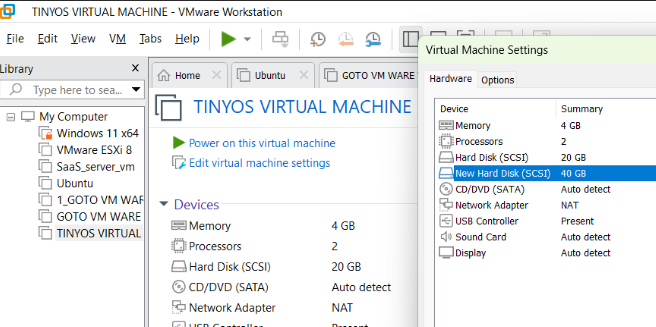 TINYOS VIRTUAL MACHINE - VMware Workstation
File Edit View VM Tabs Help
Library
Type here to sea...
My Computer
Windows 11 x64
VMware ESXi 8
SaaS_server_vm
Ubuntu
1_GOTO VM WAR
GOTO VM WARE
TINYOS VIRTUAL
Home
Ubuntu
GOTO VM WARE
TINYOS VIRTUAL MACHINE
Power on this virtual machine
Edit virtual machine settings
Devices
Memory 4 GB
Processors 2
Hard Disk (SCSI) 20 GB
CD/DVD (SATA) Auto detect
Network Adapter NAT
USB Controller Present
Virtual Machine Settings
Hardware Options
Device Summary
Memory 4 GB
Processors 2
Hard Disk (SCSI) 20 GB
New Hard Disk (SCSI) 40 GB
CD/DVD (SATA) Auto detect
Network Adapter NAT
USB Controller Present
Sound Card Auto detect
Display Auto detect